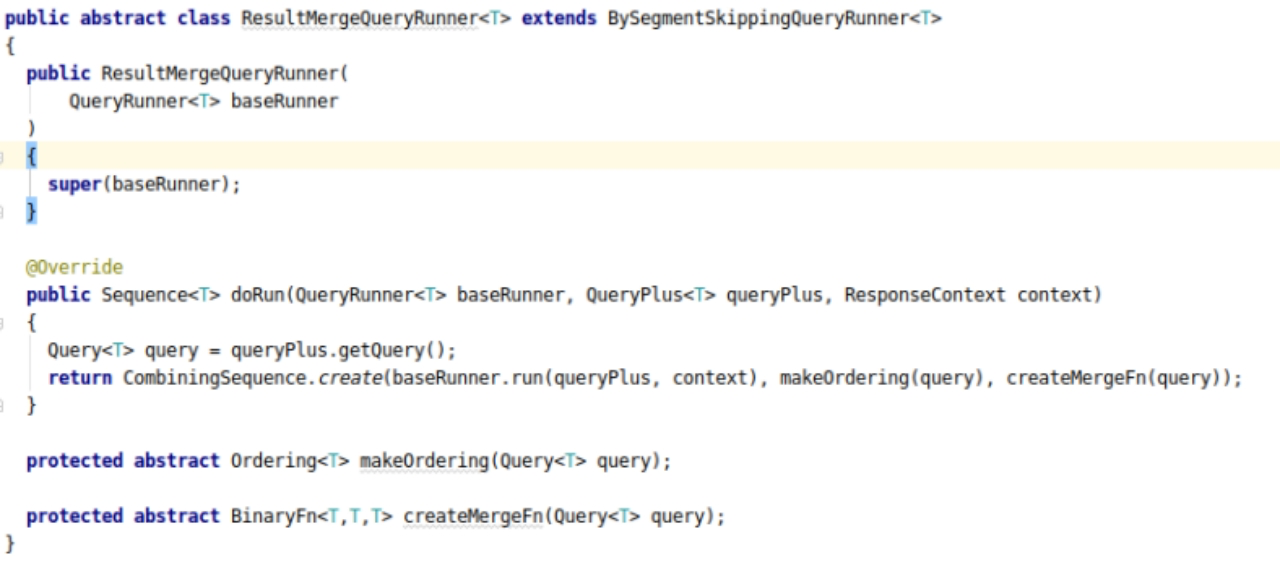 public abstract class ResultMergeQueryRunner<T> extends BySegmentSkippingQueryRunner<T>
{
  public ResultMergeQueryRunner(
      QueryRunner<T> baseRunner
  )
  {
    super(baseRunner);
  }

  @Override
  public Sequence<T> doRun(QueryRunner<T> baseRunner, QueryPlus<T> queryPlus, ResponseContext context)
  {
    Query<T> query = queryPlus.getQuery();
    return CombiningSequence.create(baseRunner.run(queryPlus, context), makeOrdering(query), createMergeFn(query));
  }

  protected abstract Ordering<T> makeOrdering(Query<T> query);

  protected abstract BinaryFn<T,T,T> createMergeFn(Query<T> query);
}